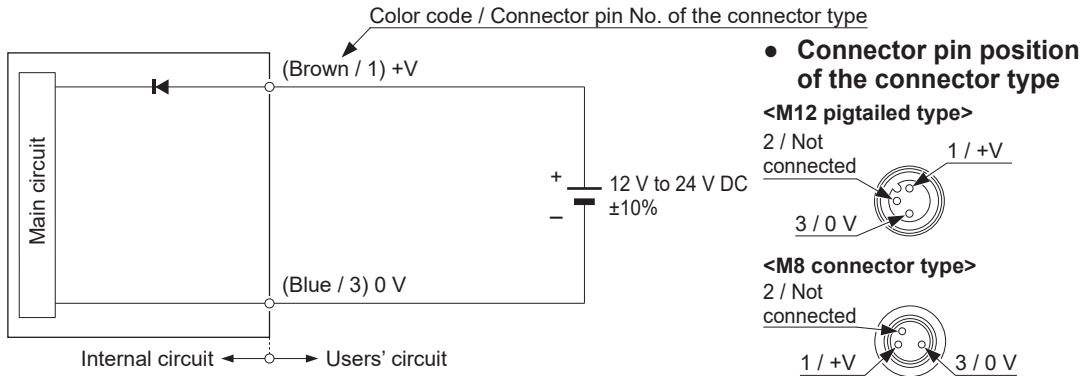 Color code / Connector pin No. of the connector type
(Brown / 1) +V
Main circuit
+
12 V to 24 V DC
±10%
−
(Blue / 3) 0 V
Internal circuit
Users' circuit
● Connector pin position
of the connector type
<M12 pigtailed type>
2 / Not
connected
1 / +V
3 / 0 V
<M8 connector type>
2 / Not
connected
1 / +V
3 / 0 V